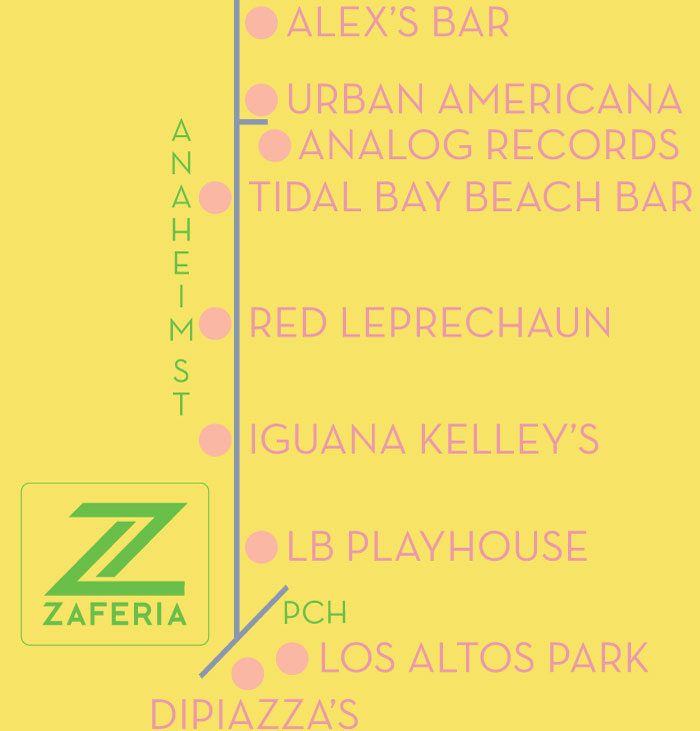 ALEX'S BAR
URBAN AMERICANA
ANALOG RECORDS
TIDAL BAY BEACH BAR
ANAHEIM ST
RED LEPRECHAUN
IGUANA KELLEY'S
LB PLAYHOUSE
ZAFERIA
PCH
LOS ALTOS PARK
DIPIAZZA'S